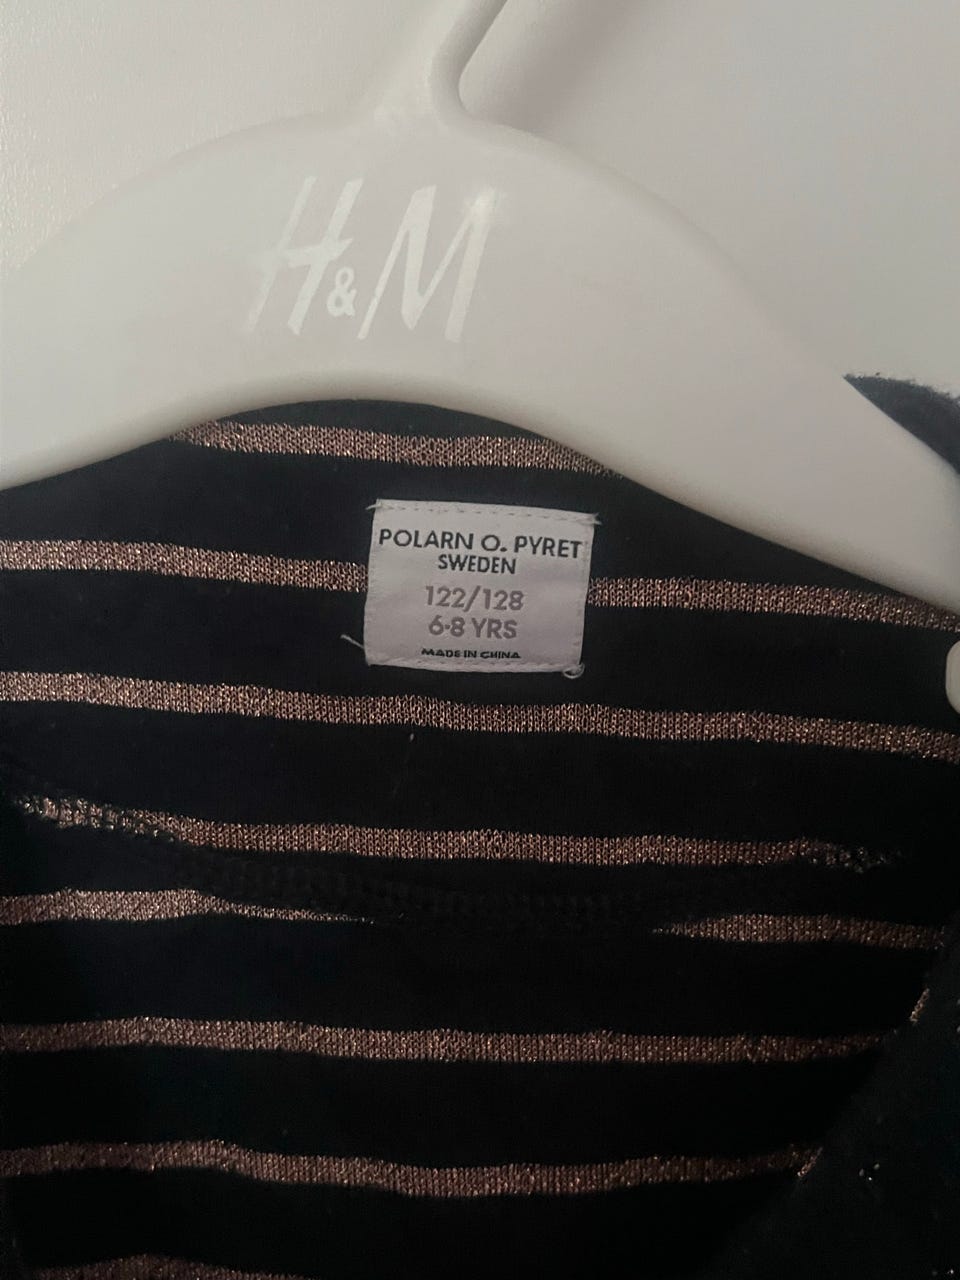 H&M
POLARN O. PYRET
SWEDEN
122/128
6-8 YRS
MADE IN CHINA